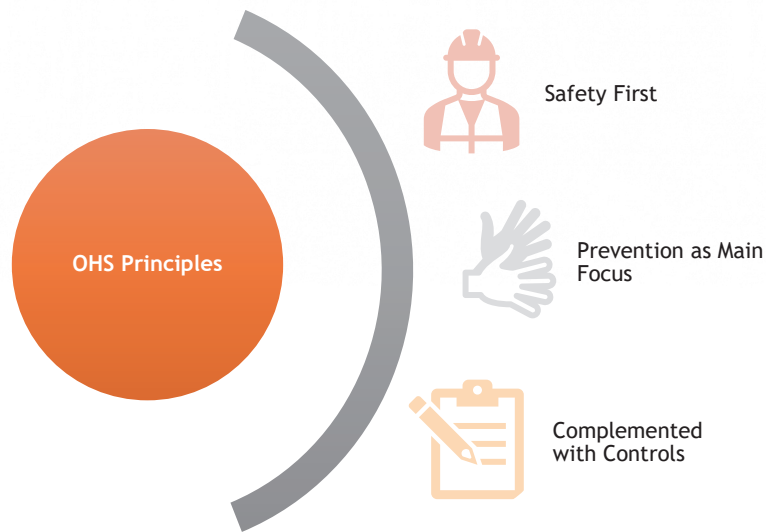 OHS Principles
Safety First
Prevention as Main
Focus
Complemented
with Controls